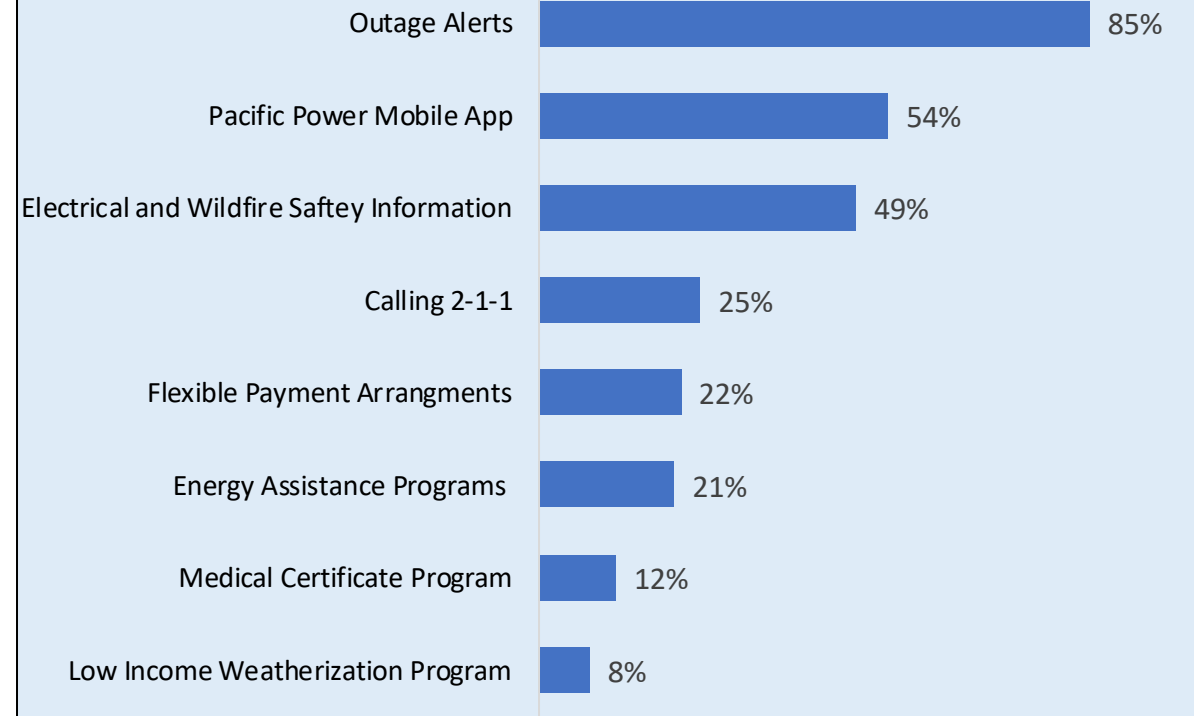 Outage Alerts 85%
Pacific Power Mobile App 54%
Electrical and Wildfire Saftey Information 49%
Calling 2-1-1 25%
Flexible Payment Arrangments 22%
Energy Assistance Programs 21%
Medical Certificate Program 12%
Low Income Weatherization Program 8%